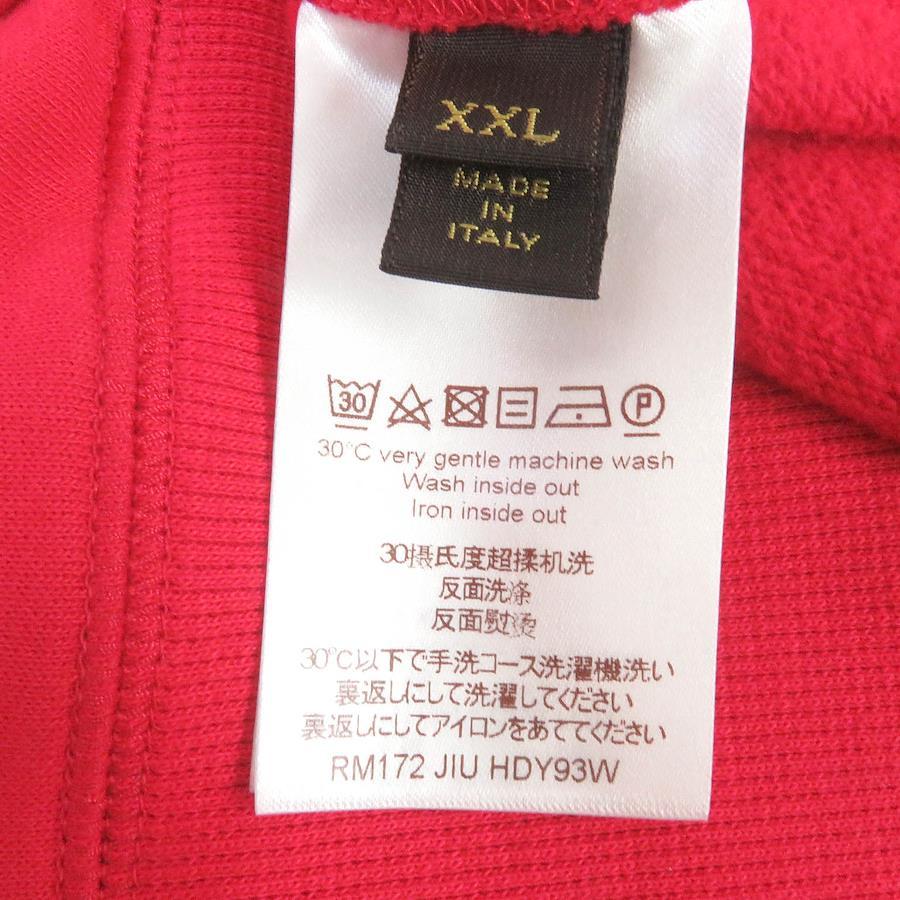 XXL
MADE
IN
ITALY
30
P
30°C very gentle machine wash
Wash inside out
Iron inside out
30摄氏度超揉机洗
反面洗涤
反面熨烫
30°C以下で手洗コース洗濯機洗い
裏返しにして洗濯してください
裏返しにしてアイロンをあててください
RM172 JIU HDY93W